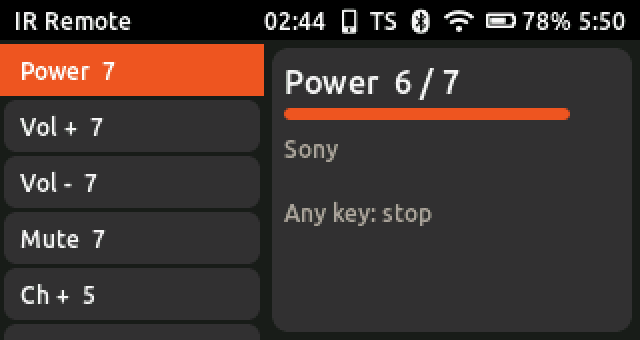 IR Remote 02:44 TS 78% 5:50
Power 7
Vol + 7
Vol - 7
Mute 7
Ch + 5
Power 6 / 7
Sony
Any key: stop